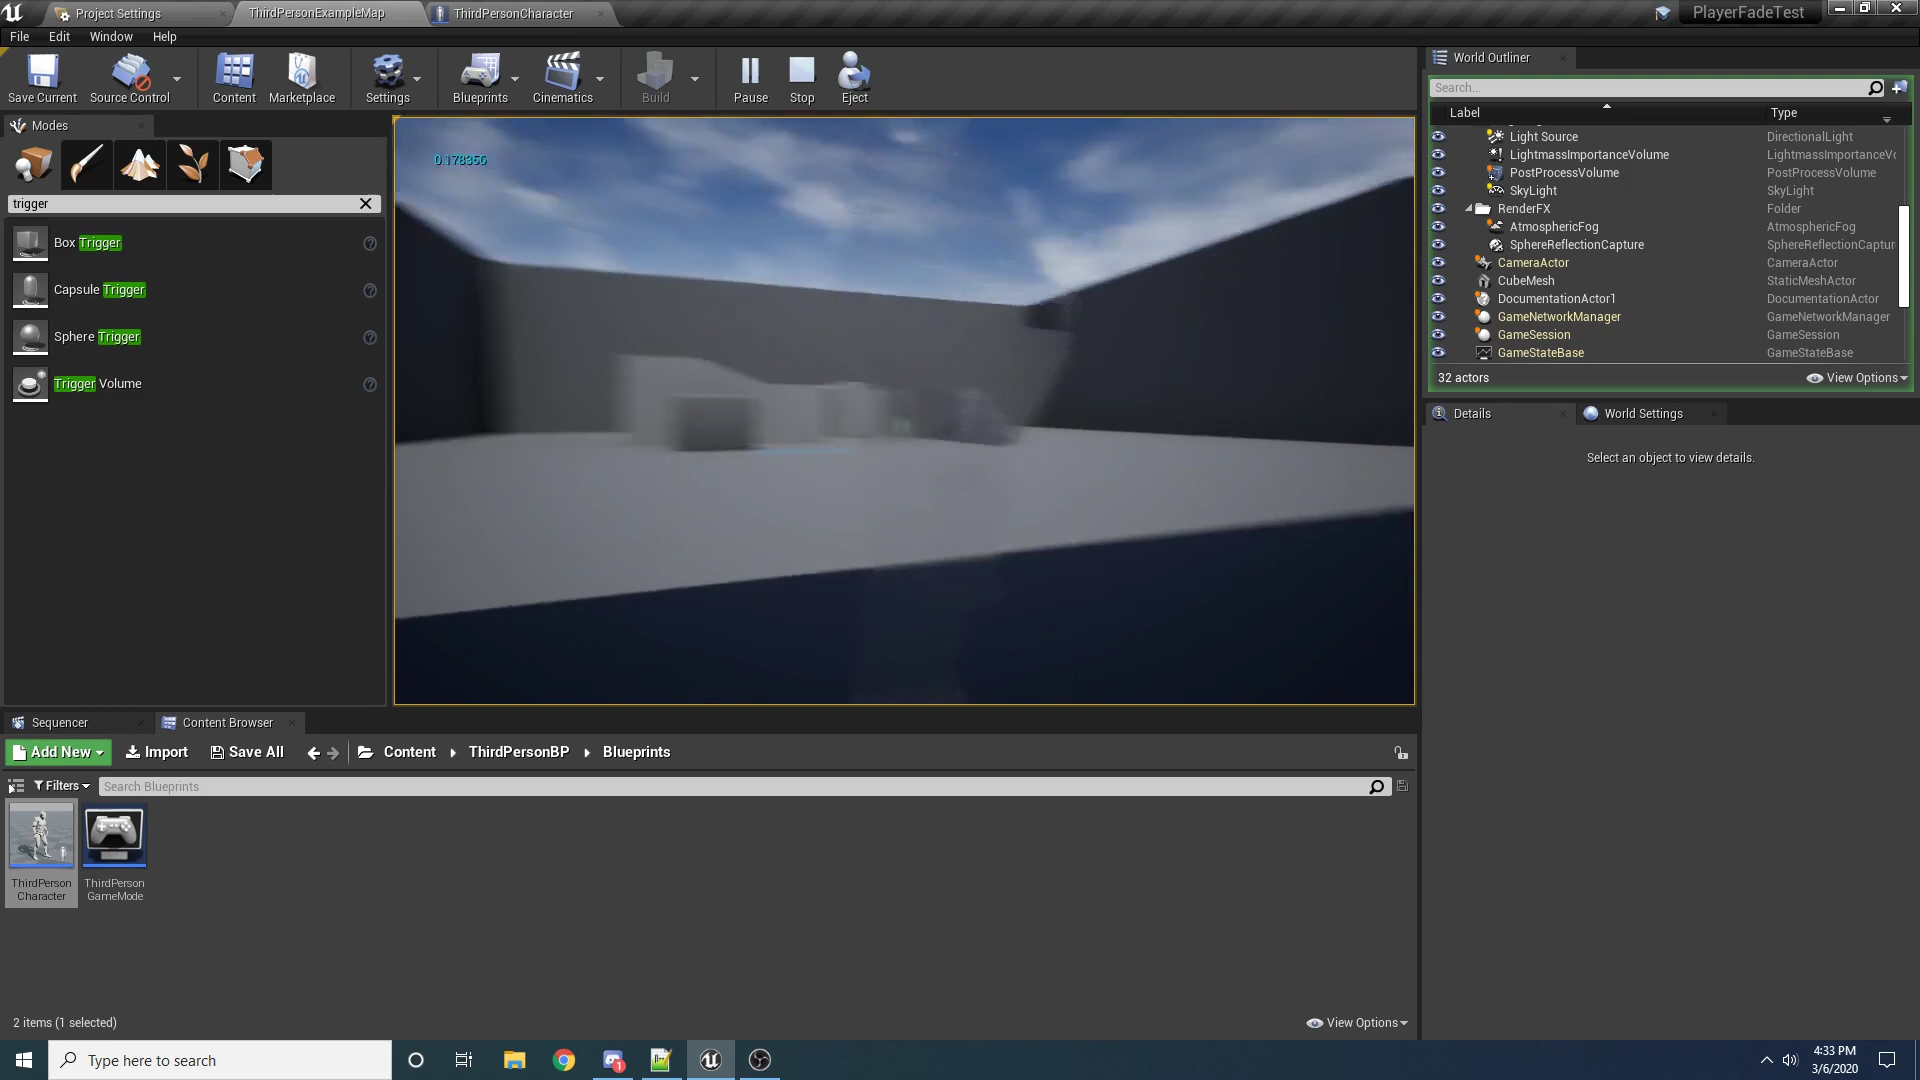 Project Settings
ThirdPersonExampleMap
ThirdPersonCharacter
PlayerFadeTest
File Edit Window Help
Save Current
Source Control
Content
Marketplace
Settings
Blueprints
Cinematics
Build
Pause
Stop
Eject
Modes
trigger
Box Trigger
Capsule Trigger
Sphere Trigger
Trigger Volume
0.178356
World Outliner
Search...
Label Type
Light Source DirectionalLight
LightmassImportanceVolume LightmassImportanceVo
PostProcessVolume PostProcessVolume
SkyLight SkyLight
RenderFX Folder
AtmosphericFog AtmosphericFog
SphereReflectionCapture SphereReflectionCaptur
CameraActor CameraActor
CubeMesh StaticMeshActor
DocumentationActor1 DocumentationActor
GameNetworkManager GameNetworkManager
GameSession GameSession
GameStateBase GameStateBase
32 actors View Options
Details World Settings
Select an object to view details.
Sequencer Content Browser
Add New Import Save All Content ThirdPersonBP Blueprints
Filters Search Blueprints
ThirdPerson
Character
ThirdPerson
GameMode
2 items (1 selected) View Options
Type here to search
1
4:33 PM
3/6/2020